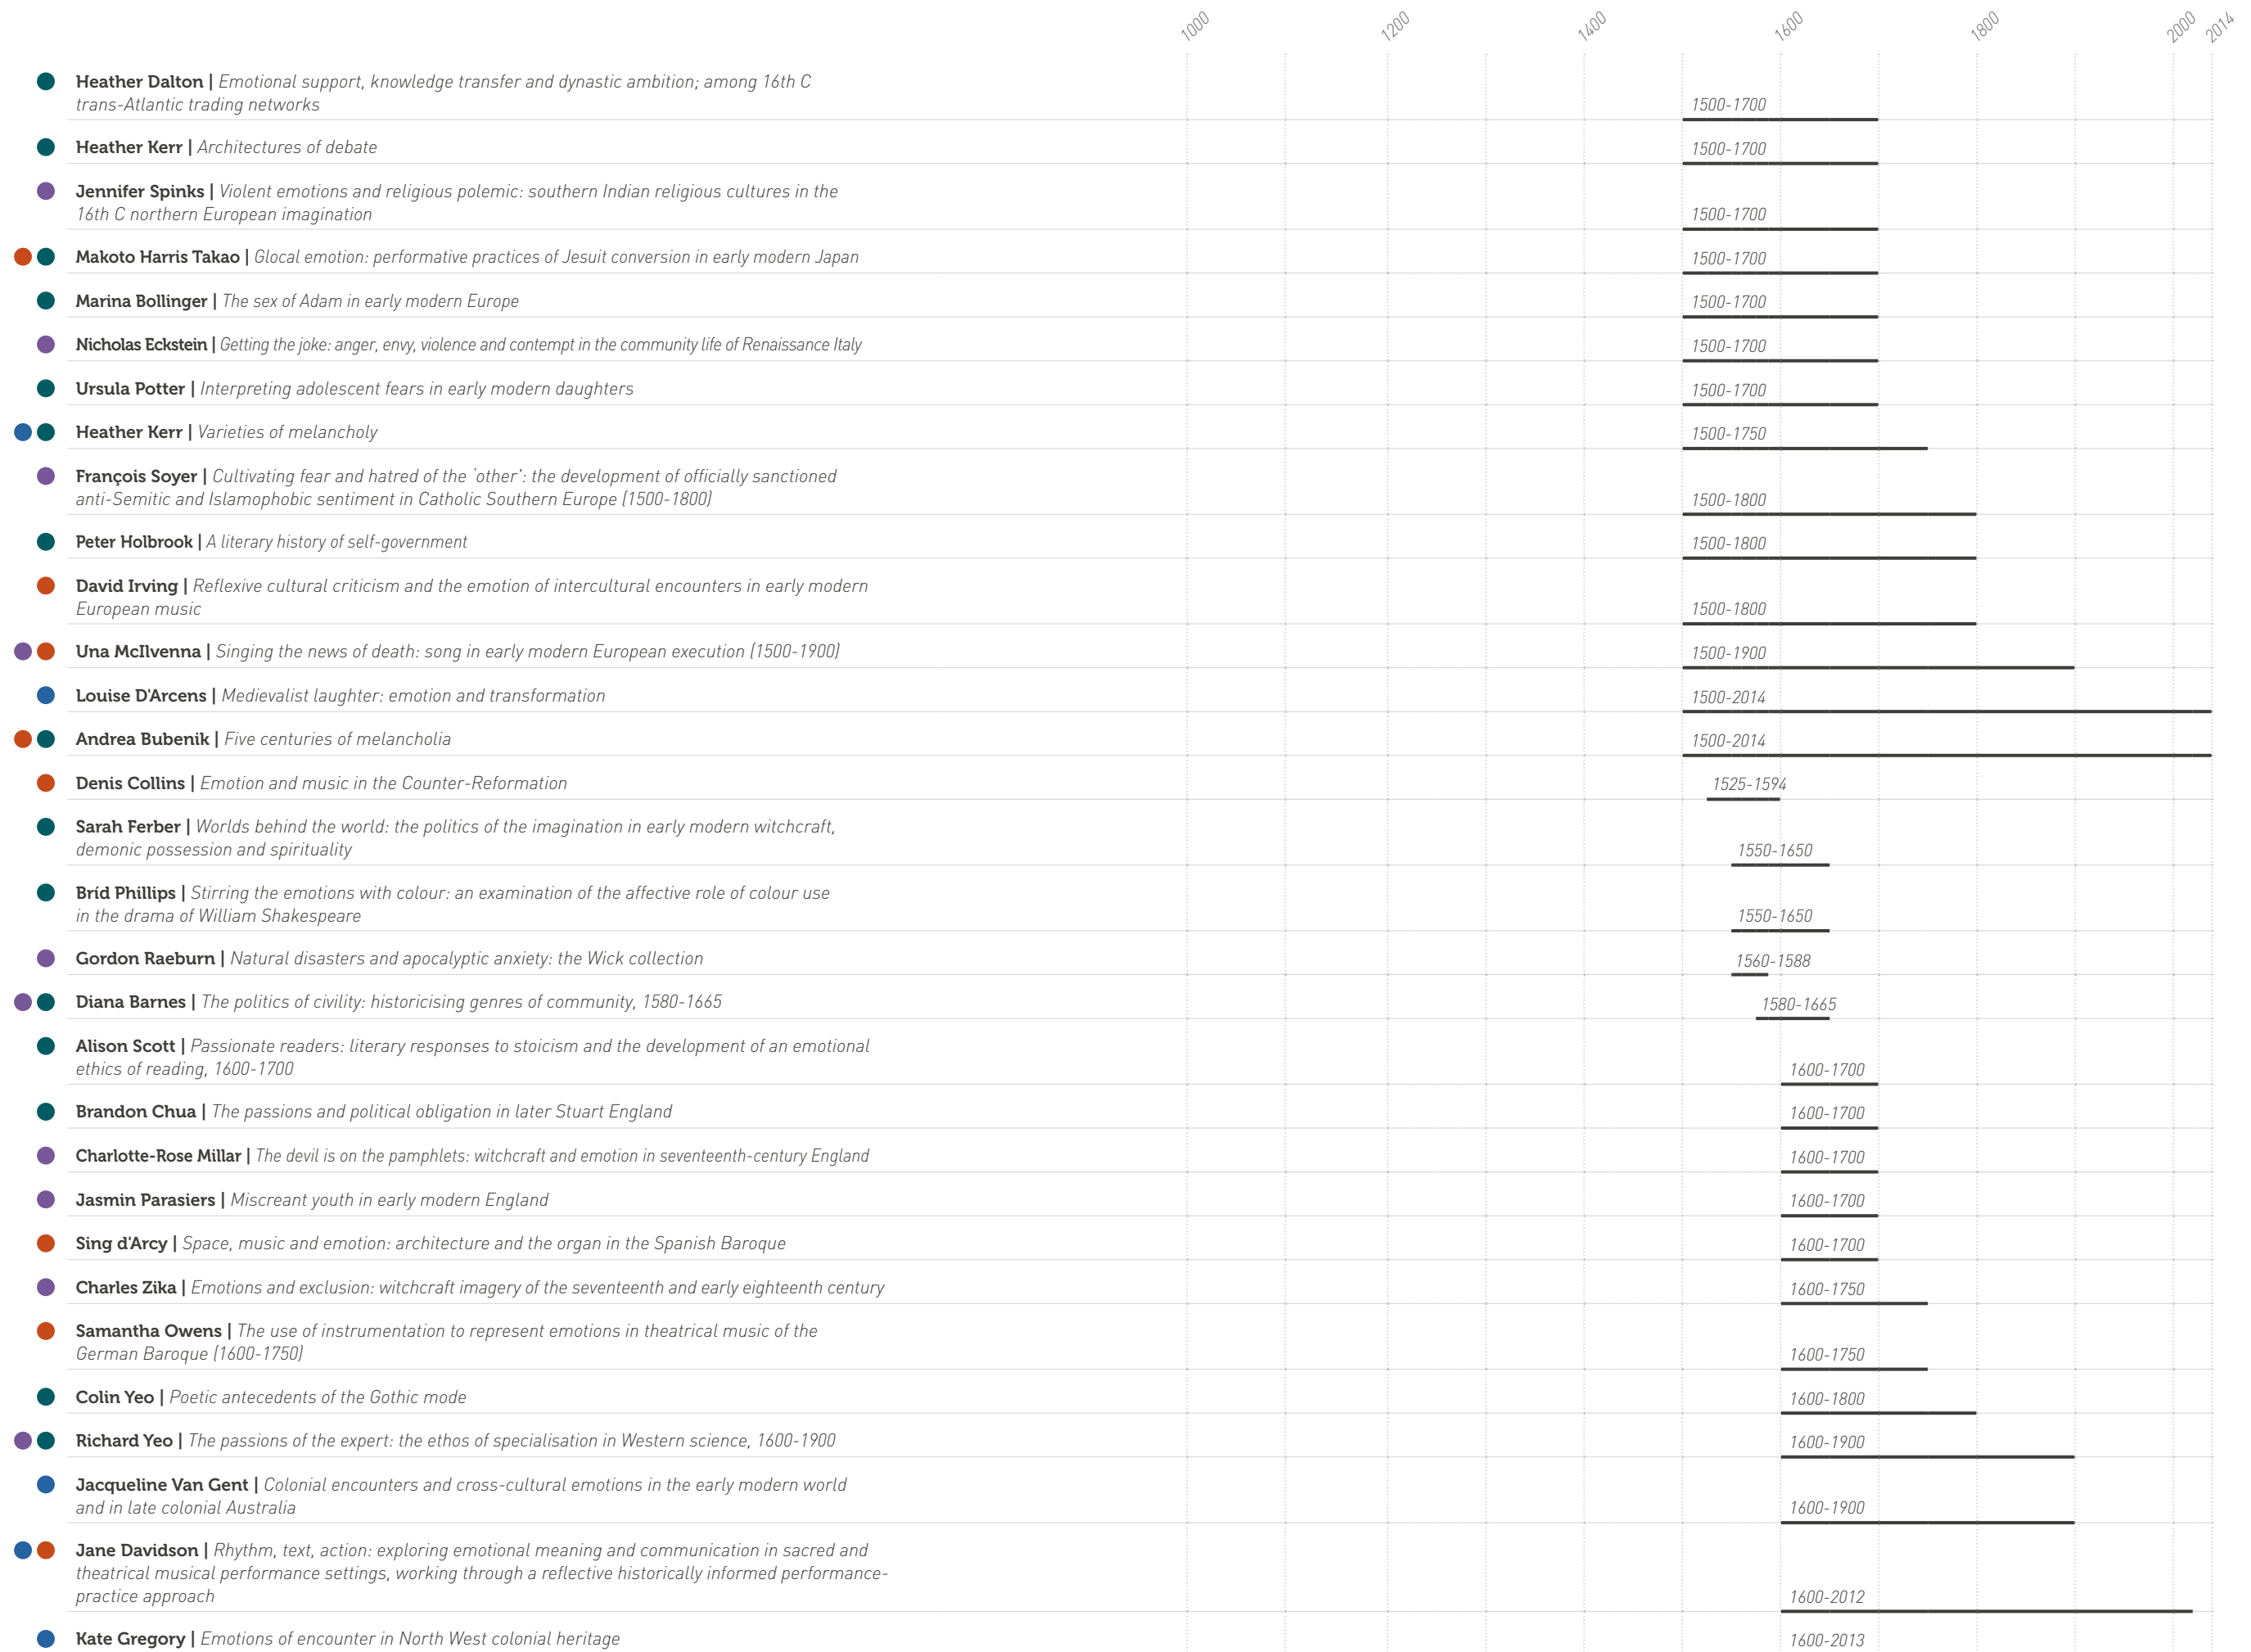 1000 1200 1400 1600 1800 2000 2014
Heather Dalton | Emotional support, knowledge transfer and dynastic ambition; among 16th C
trans-Atlantic trading networks 1500-1700
Heather Kerr | Architectures of debate 1500-1700
Jennifer Spinks | Violent emotions and religious polemic: southern Indian religious cultures in the
16th C northern European imagination 1500-1700
Makoto Harris Takao | Glocal emotion: performative practices of Jesuit conversion in early modern Japan 1500-1700
Marina Bollinger | The sex of Adam in early modern Europe 1500-1700
Nicholas Eckstein | Getting the joke: anger, envy, violence and contempt in the community life of Renaissance Italy 1500-1700
Ursula Potter | Interpreting adolescent fears in early modern daughters 1500-1700
Heather Kerr | Varieties of melancholy 1500-1750
François Soyer | Cultivating fear and hatred of the 'other': the development of officially sanctioned
anti-Semitic and Islamophobic sentiment in Catholic Southern Europe (1500-1800) 1500-1800
Peter Holbrook | A literary history of self-government 1500-1800
David Irving | Reflexive cultural criticism and the emotion of intercultural encounters in early modern
European music 1500-1800
Una McIlvenna | Singing the news of death: song in early modern European execution (1500-1900) 1500-1900
Louise D'Arcens | Medievalist laughter: emotion and transformation 1500-2014
Andrea Bubenik | Five centuries of melancholia 1500-2014
Denis Collins | Emotion and music in the Counter-Reformation 1525-1594
Sarah Ferber | Worlds behind the world: the politics of the imagination in early modern witchcraft,
demonic possession and spirituality 1550-1650
Bríd Phillips | Stirring the emotions with colour: an examination of the affective role of colour use
in the drama of William Shakespeare 1550-1650
Gordon Raeburn | Natural disasters and apocalyptic anxiety: the Wick collection 1560-1588
Diana Barnes | The politics of civility: historicising genres of community, 1580-1665 1580-1665
Alison Scott | Passionate readers: literary responses to stoicism and the development of an emotional
ethics of reading, 1600-1700 1600-1700
Brandon Chua | The passions and political obligation in later Stuart England 1600-1700
Charlotte-Rose Millar | The devil is on the pamphlets: witchcraft and emotion in seventeenth-century England 1600-1700
Jasmin Parasiers | Miscreant youth in early modern England 1600-1700
Sing d'Arcy | Space, music and emotion: architecture and the organ in the Spanish Baroque 1600-1700
Charles Zika | Emotions and exclusion: witchcraft imagery of the seventeenth and early eighteenth century 1600-1750
Samantha Owens | The use of instrumentation to represent emotions in theatrical music of the
German Baroque (1600-1750) 1600-1750
Colin Yeo | Poetic antecedents of the Gothic mode 1600-1800
Richard Yeo | The passions of the expert: the ethos of specialisation in Western science, 1600-1900 1600-1900
Jacqueline Van Gent | Colonial encounters and cross-cultural emotions in the early modern world
and in late colonial Australia 1600-1900
Jane Davidson | Rhythm, text, action: exploring emotional meaning and communication in sacred and
theatrical musical performance settings, working through a reflective historically informed performance-
practice approach 1600-2012
Kate Gregory | Emotions of encounter in North West colonial heritage 1600-2013